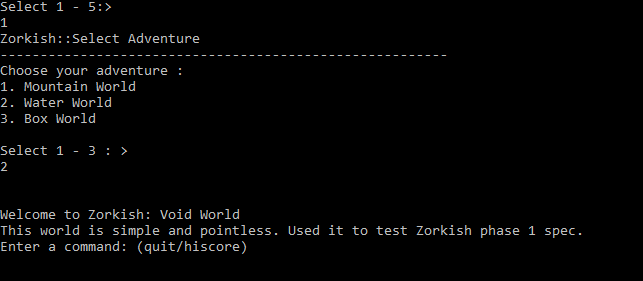 Select 1 - 5:>
1
Zorkish::Select Adventure
--------------------------------------------------------
Choose your adventure :
1. Mountain World
2. Water World
3. Box World
Select 1 - 3 : >
2
Welcome to Zorkish: Void World
This world is simple and pointless. Used it to test Zorkish phase 1 spec.
Enter a command: (quit/hiscore)